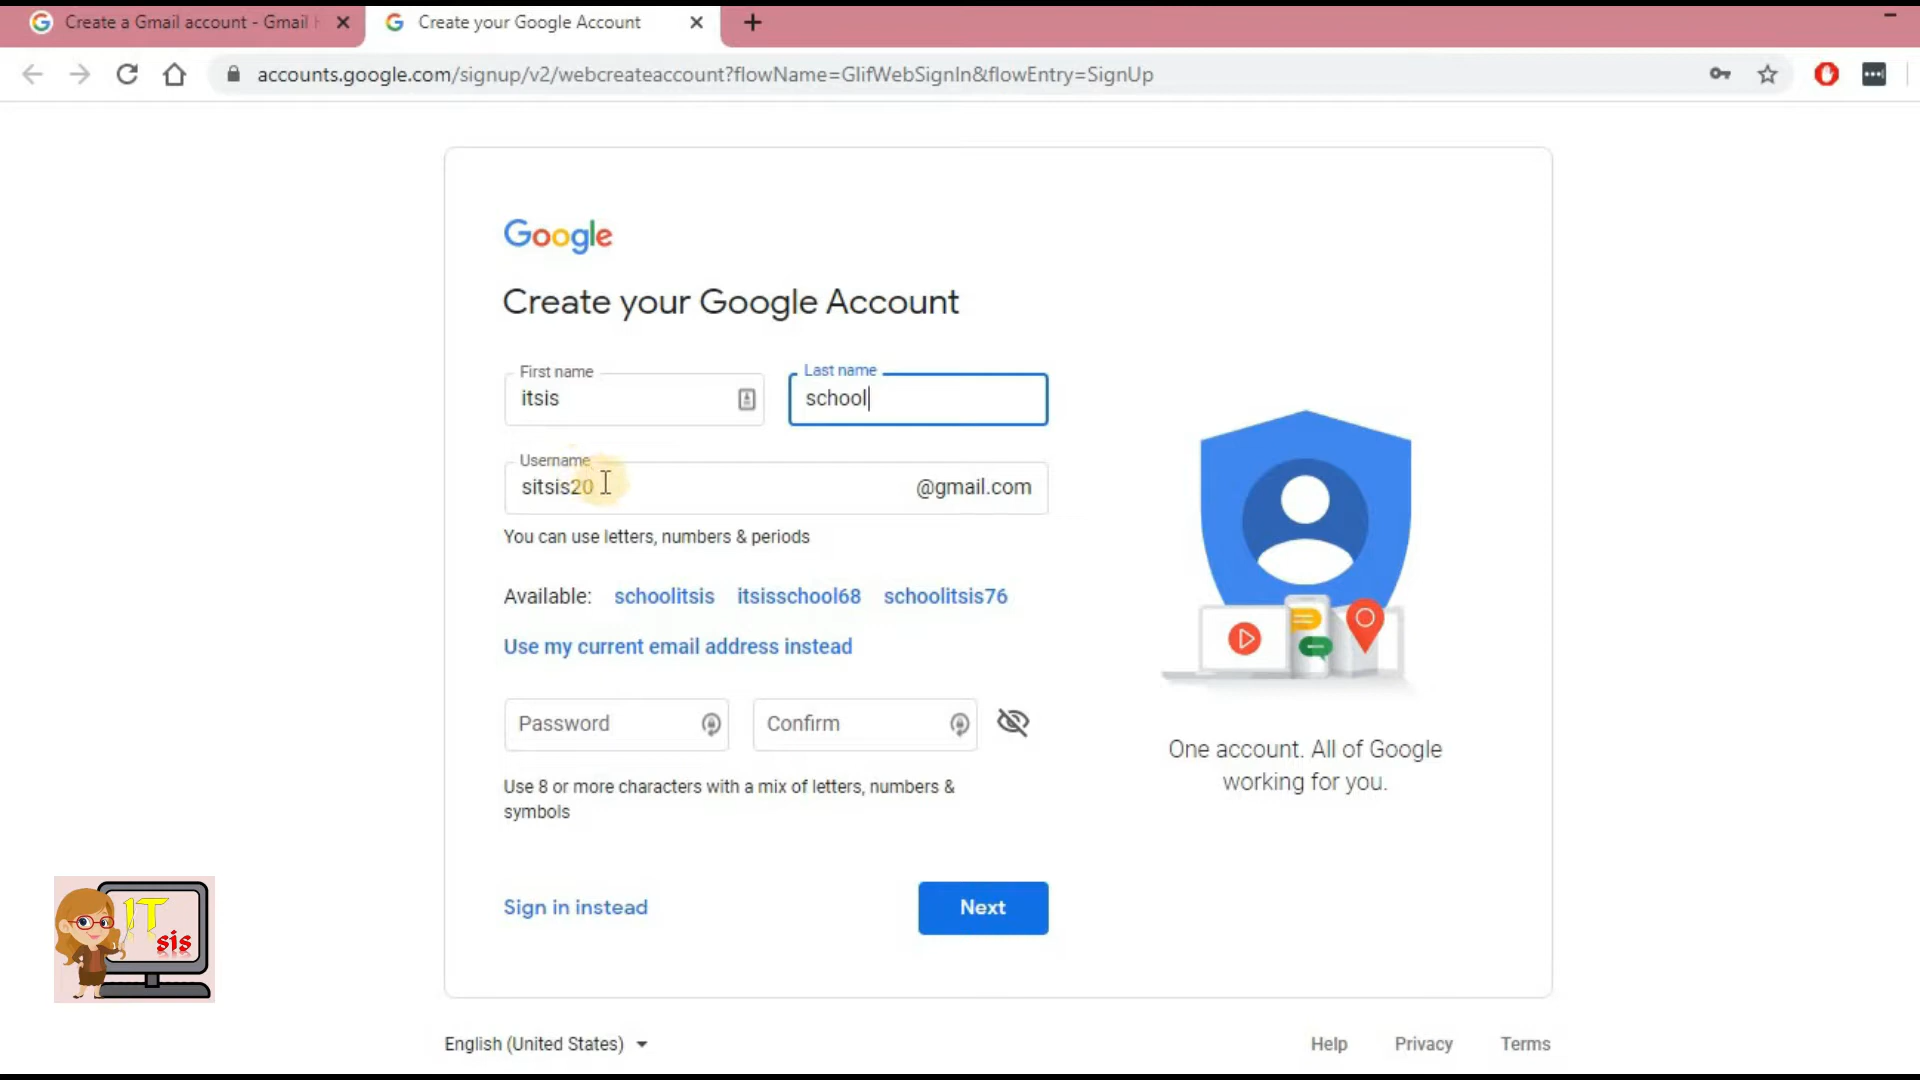 Create a Gmail account - Gmail
Create your Google Account
accounts.google.com/signup/v2/webcreateaccount?flowName=GlifWebSignIn&flowEntry=SignUp
Google
Create your Google Account
First name
Last name
itsis
school
Username
sitsis20
@gmail.com
You can use letters, numbers & periods
Available: schoolitsis itsisschool68 schoolitsis76
Use my current email address instead
Password
Confirm
Use 8 or more characters with a mix of letters, numbers &
symbols
One account. All of Google
working for you.
Sign in instead
Next
IT
sis
English (United States)
Help
Privacy
Terms